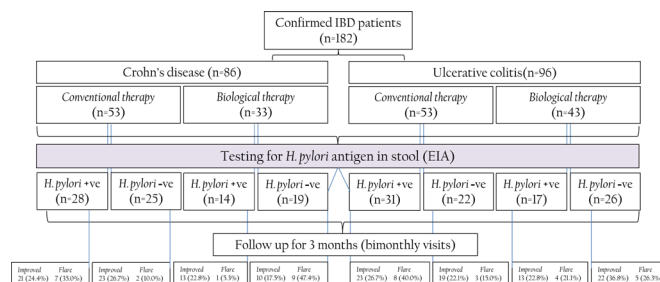 Confirmed IBD patients
(n=182)
Crohn's disease (n=86)
Ulcerative colitis(n=96)
Conventional therapy
(n=53)
Biological therapy
(n=33)
Conventional therapy
(n=53)
Biological therapy
(n=43)
Testing for H. pylori antigen in stool (EIA)
H. pylori +ve
(n=28)
H. pylori -ve
(n=25)
H. pylori +ve
(n=14)
H. pylori -ve
(n=19)
H. pylori +ve
(n=31)
H. pylori -ve
(n=22)
H. pylori +ve
(n=17)
H. pylori -ve
(n=26)
Follow up for 3 months (bimonthly visits)
Improved Flare
21 (24.4%) 7 (35.0%)
Improved Flare
23 (26.7%) 2 (10.0%)
Improved Flare
13 (22.8%) 1 (5.3%)
Improved Flare
10 (17.5%) 9 (47.4%)
Improved Flare
23 (26.7%) 8 (40.0%)
Improved Flare
19 (22.1%) 3 (15.0%)
Improved Flare
13 (22.8%) 4 (21.1%)
Improved Flare
22 (36.8%) 5 (26.3%)